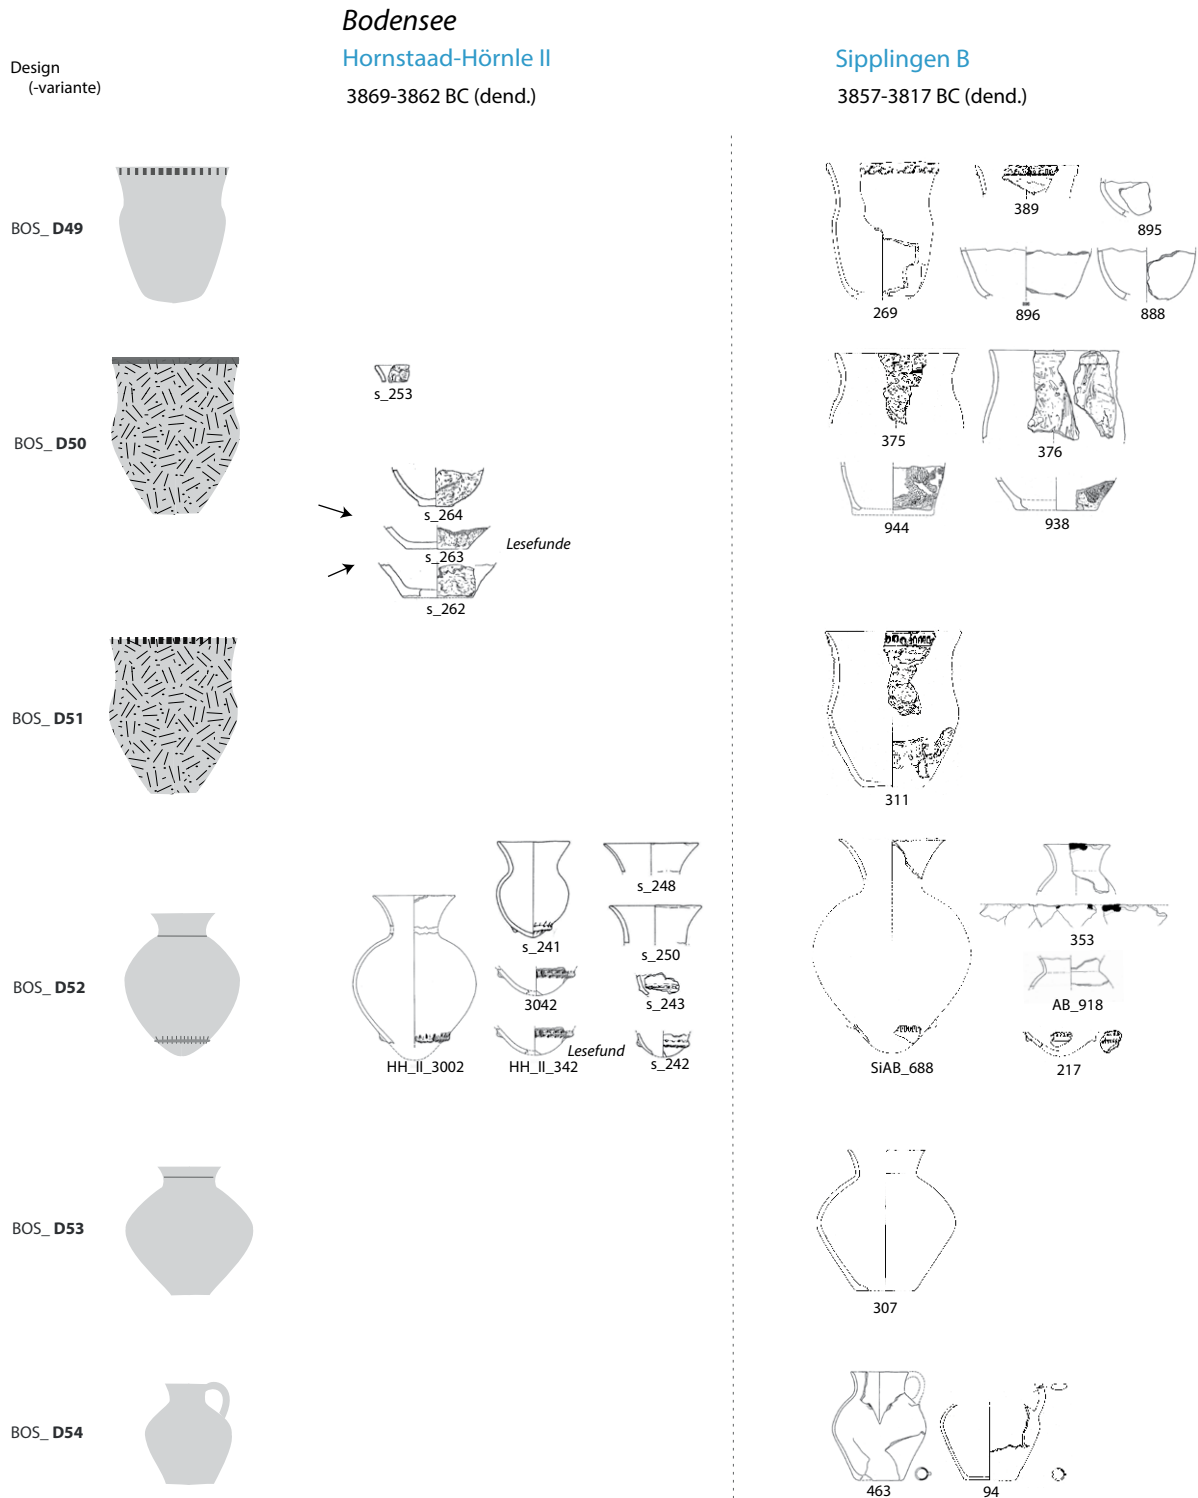 Bodensee
Hornstaad-Hörnle II
Sipplingen B
Design
(-variante)
3869-3862 BC (dend.)
3857-3817 BC (dend.)
BOS_ D49
269
389
895
896
888
BOS_ D50
s_253
s_264
s_263
Lesefunde
s_262
375
376
944
938
BOS_ D51
311
BOS_ D52
HH_II_3002
s_241
s_248
s_250
3042
s_243
HH_II_342
Lesefund
s_242
SiAB_688
353
AB_918
217
BOS_ D53
307
BOS_ D54
463
94